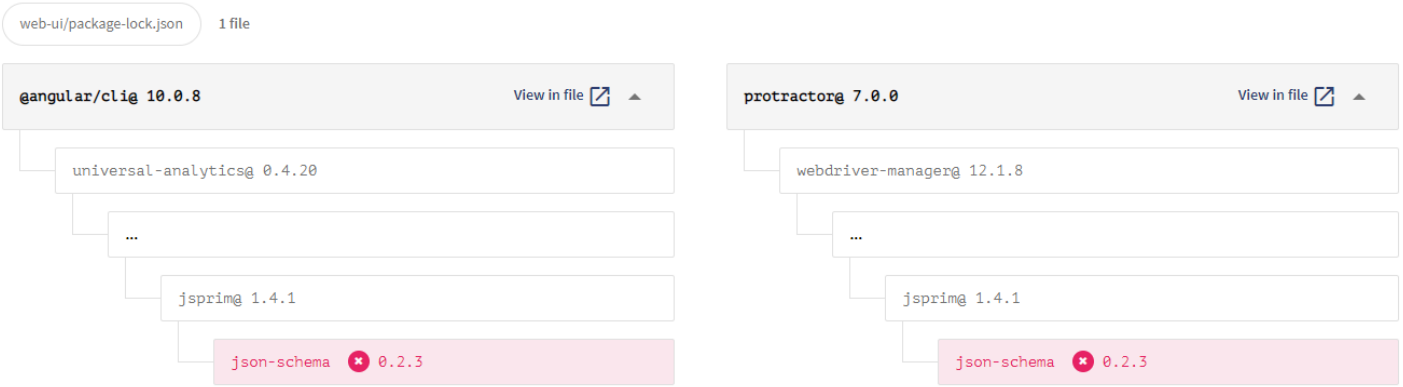 web-ui/package-lock.json 1 file
@angular/cli@ 10.0.8 View in file
universal-analytics@ 0.4.20
...
jsprim@ 1.4.1
json-schema 0.2.3
protractor@ 7.0.0 View in file
webdriver-manager@ 12.1.8
...
jsprim@ 1.4.1
json-schema 0.2.3